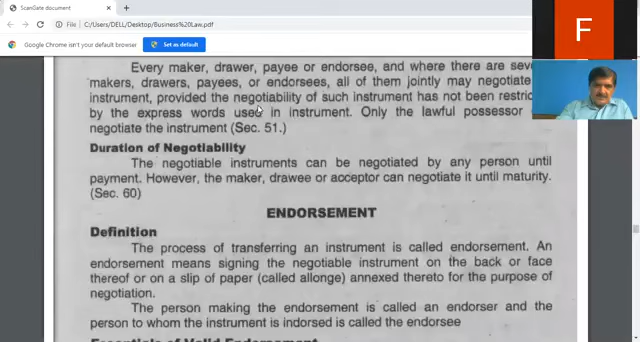 ScanGate document
File | C:/Users/DELL/Desktop/Business%20Law.pdf
Google Chrome isn't your default browser
Set as default
F
Every maker, drawer, payee or endorsee, and where there are
makers, drawers, payees, or endorsees, all of them jointly may negotiate
instrument, provided the negotiability of such instrument has not been
by the express words used in instrument. Only the lawful possessor
negotiate the instrument (Sec. 51.)
Duration of Negotiability
The negotiable instruments can be negotiated by any person until
payment. However, the maker, drawee or acceptor can negotiate it until maturity.
(Sec. 60)
ENDORSEMENT
Definition
The process of transferring an instrument is called endorsement. An
endorsement means signing the negotiable instrument on the back or face
thereof or on a slip of paper (called allonge) annexed thereto for the purpose of
negotiation.
The person making the endorsement is called an endorser and the
person to whom the instrument is indorsed is called the endorsee
Essentials of Valid Endorsement